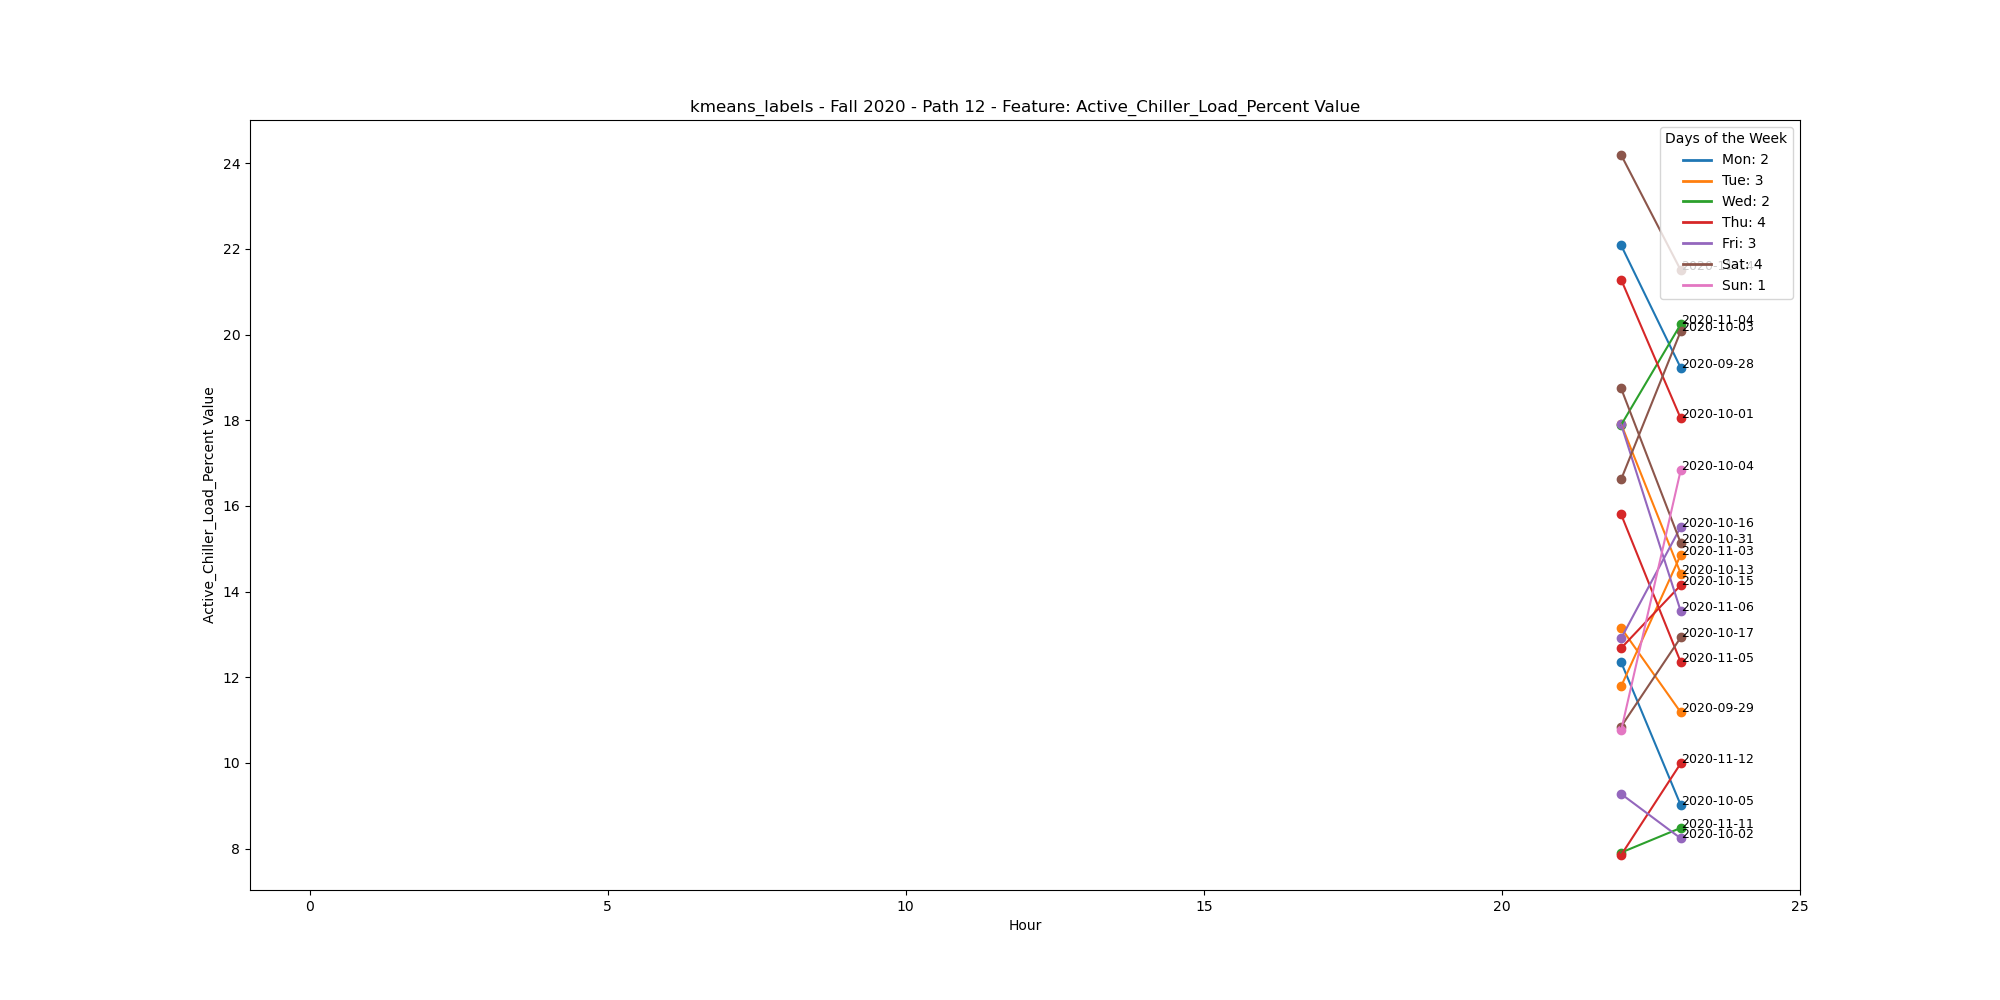 kmeans_labels - Fall 2020 - Path 12 - Feature: Active_Chiller_Load_Percent Value
Days of the Week
Mon: 2
Tue: 3
Wed: 2
Thu: 4
Fri: 3
Sat: 4
Sun: 1
24
22
20
18
16
14
12
10
8
Active_Chiller_Load_Percent Value
2020-11-04
2020-10-03
2020-09-28
2020-10-01
2020-10-04
2020-10-16
2020-10-31
2020-11-03
2020-10-13
2020-10-15
2020-11-06
2020-10-17
2020-11-05
2020-09-29
2020-11-12
2020-10-05
2020-11-11
2020-10-02
0 5 10 15 20 25
Hour